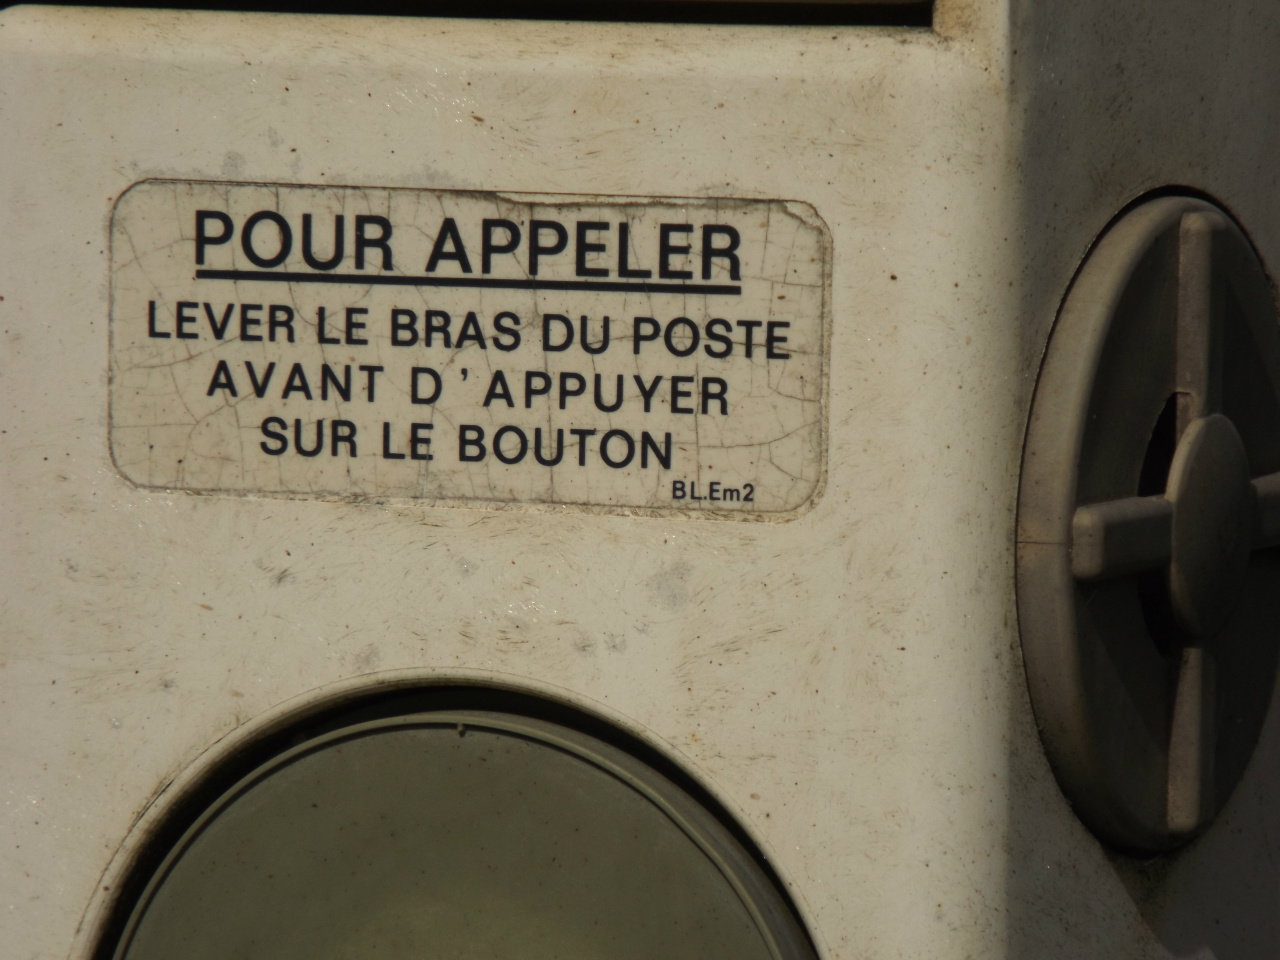 POUR APPELER
LEVER LE BRAS DU POSTE
AVANT D'APPUYER
SUR LE BOUTON
BL.Em2